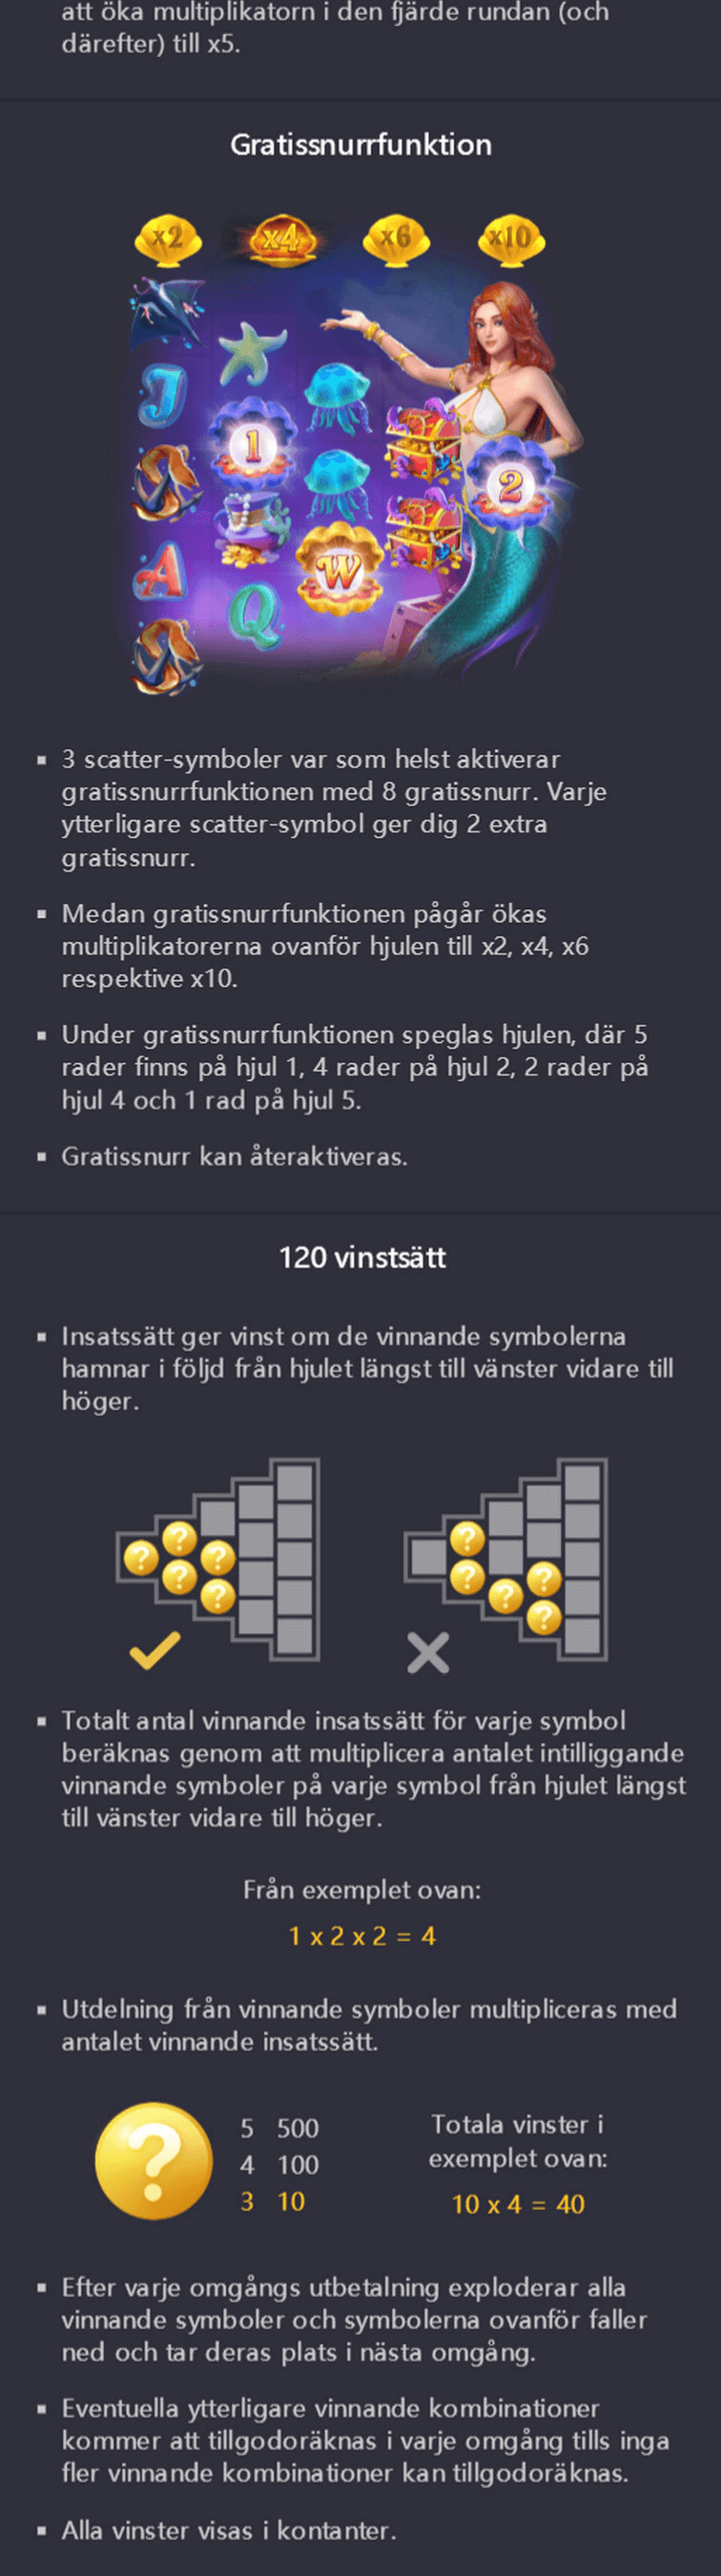 att öka multiplikatorn i den fjärde rundan (och
därefter) till x5.
Gratissnurrfunktion
x2 x4 x6 x10
J
1
2
W
A
Q
▪ 3 scatter-symboler var som helst aktiverar
gratissnurrfunktionen med 8 gratissnurr. Varje
ytterligare scatter-symbol ger dig 2 extra
gratissnurr.
▪ Medan gratissnurrfunktionen pågår ökas
multiplikatorerna ovanför hjulen till x2, x4, x6
respektive x10.
▪ Under gratissnurrfunktionen speglas hjulen, där 5
rader finns på hjul 1, 4 rader på hjul 2, 2 rader på
hjul 4 och 1 rad på hjul 5.
▪ Gratissnurr kan återaktiveras.
120 vinstsätt
▪ Insatssätt ger vinst om de vinnande symbolerna
hamnar i följd från hjulet längst till vänster vidare till
höger.
? ? ? ? ?
? ? ? ? ?
▪ Totalt antal vinnande insatssätt för varje symbol
beräknas genom att multiplicera antalet intilliggande
vinnande symboler på varje symbol från hjulet längst
till vänster vidare till höger.
Från exemplet ovan:
1 x 2 x 2 = 4
▪ Utdelning från vinnande symboler multipliceras med
antalet vinnande insatssätt.
?
5 500
4 100
3 10
Totala vinster i
exemplet ovan:
10 x 4 = 40
▪ Efter varje omgångs utbetalning exploderar alla
vinnande symboler och symbolerna ovanför faller
ned och tar deras plats i nästa omgång.
▪ Eventuella ytterligare vinnande kombinationer
kommer att tillgodoräknas i varje omgång tills inga
fler vinnande kombinationer kan tillgodoräknas.
▪ Alla vinster visas i kontanter.